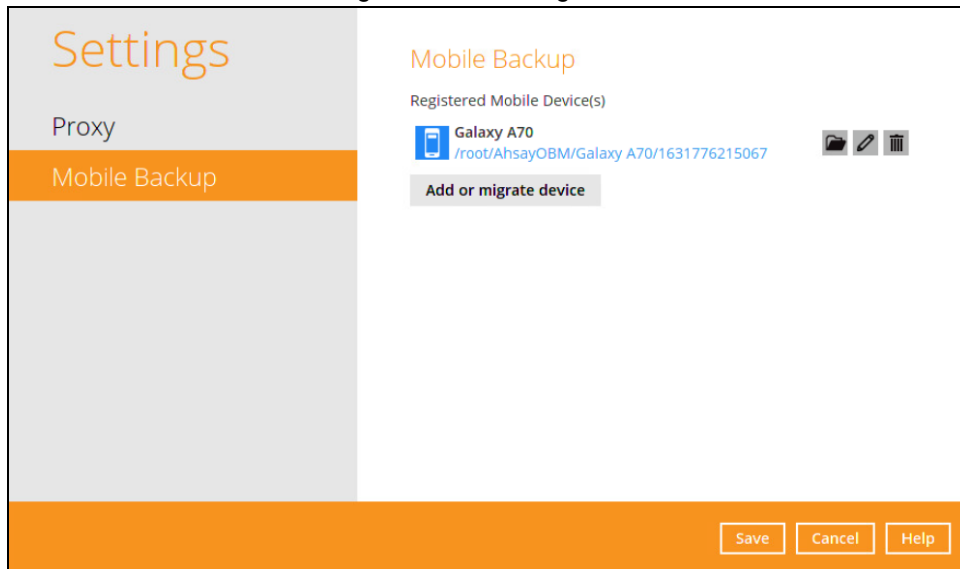 Settings
Proxy
Mobile Backup
Mobile Backup
Registered Mobile Device(s)
Galaxy A70
/root/AhsayOBM/Galaxy A70/1631776215067
Add or migrate device
Save
Cancel
Help